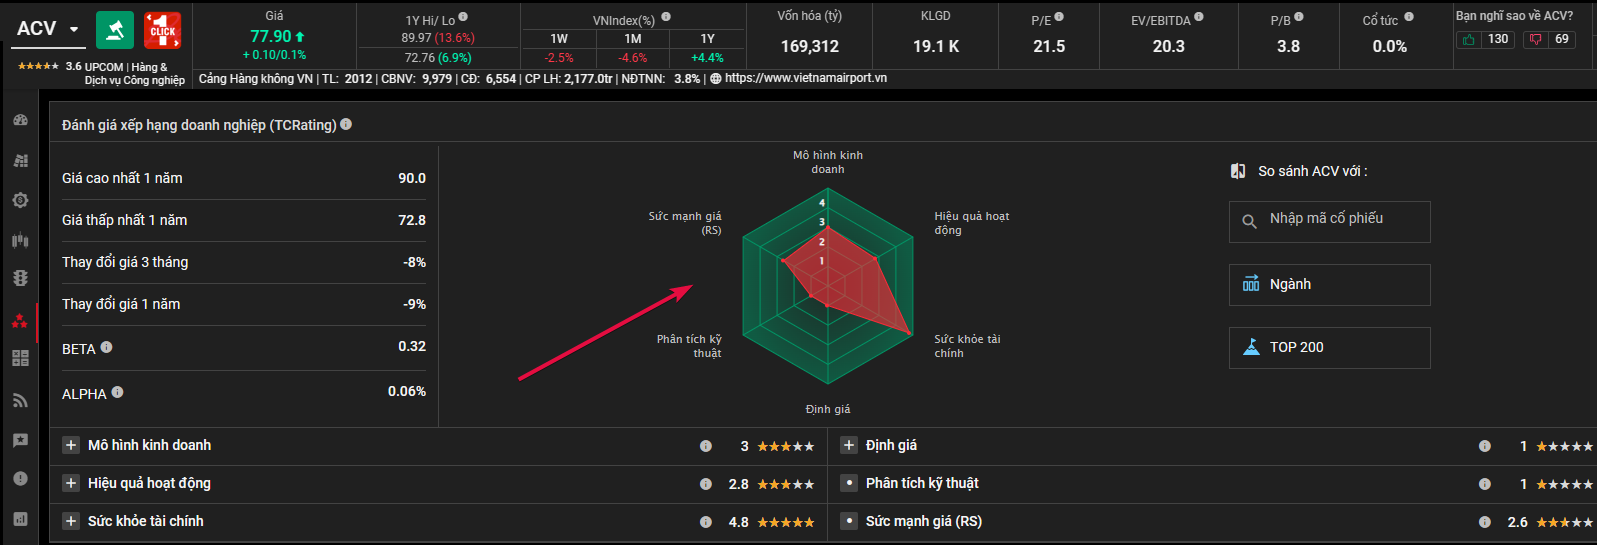 ACV
1 CLICK
3.6 UPCOM | Hàng &
Dịch vụ Công nghiệp
Giá
77.90
+ 0.10/0.1%
1Y Hi/ Lo
89.97 (13.6%)
72.76 (6.9%)
VNIndex(%)
1W 1M 1Y
-2.5% -4.6% +4.4%
Vốn hóa (tỷ)
169,312
KLGD
19.1 K
P/E
21.5
EV/EBITDA
20.3
P/B
3.8
Cổ tức
0.0%
Bạn nghĩ sao về ACV?
130 69
Cảng Hàng không VN | TL: 2012 | CBNV: 9,979 | CĐ: 6,554 | CP LH: 2,177.0tr | NĐTNN: 3.8% | https://www.vietnamairport.vn
Đánh giá xếp hạng doanh nghiệp (TCRating)
Giá cao nhất 1 năm 90.0
Giá thấp nhất 1 năm 72.8
Thay đổi giá 3 tháng -8%
Thay đổi giá 1 năm -9%
BETA 0.32
ALPHA 0.06%
Mô hình kinh
doanh
Sức mạnh giá
(RS)
Hiệu quả hoạt
động
4
3
2
1
Phân tích kỹ
thuật
Sức khỏe tài
chính
Định giá
So sánh ACV với :
Nhập mã cổ phiếu
Ngành
TOP 200
Mô hình kinh doanh 3
Định giá 1
Hiệu quả hoạt động 2.8
Phân tích kỹ thuật 1
Sức khỏe tài chính 4.8
Sức mạnh giá (RS) 2.6